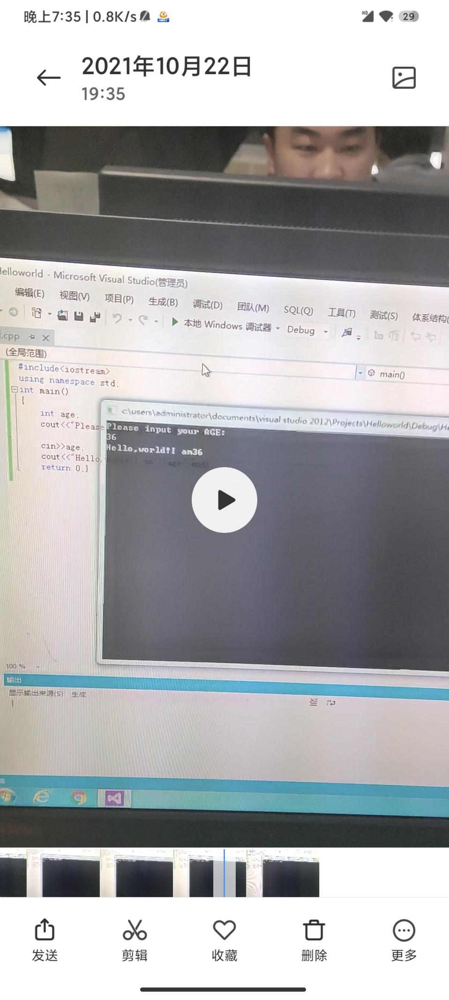 晚上7:35 | 0.8K/s
HD 29
2021年10月22日
19:35
Helloworld - Microsoft Visual Studio(管理员)
编辑(E) 视图(V) 项目(P) 生成(B) 调试(D) 团队(M) SQL(Q) 工具(T) 测试(S) 体系结构(
本地 Windows 调试器 Debug
.cpp
(全局范围)
main()
#include<iostream>
using namespace std;
int main()
{
int age;
cout<<"Please
cin>>age;
cout<<"Hello,world!I am"<<age<<endl
return 0;}
c:\users\administrator\documents\visual studio 2012\Projects\Helloworld\Debug\He
Please input your AGE:
36
Hello,world!I am36
100 %
输出
显示输出来源(S): 生成
发送 剪辑 收藏 删除 更多